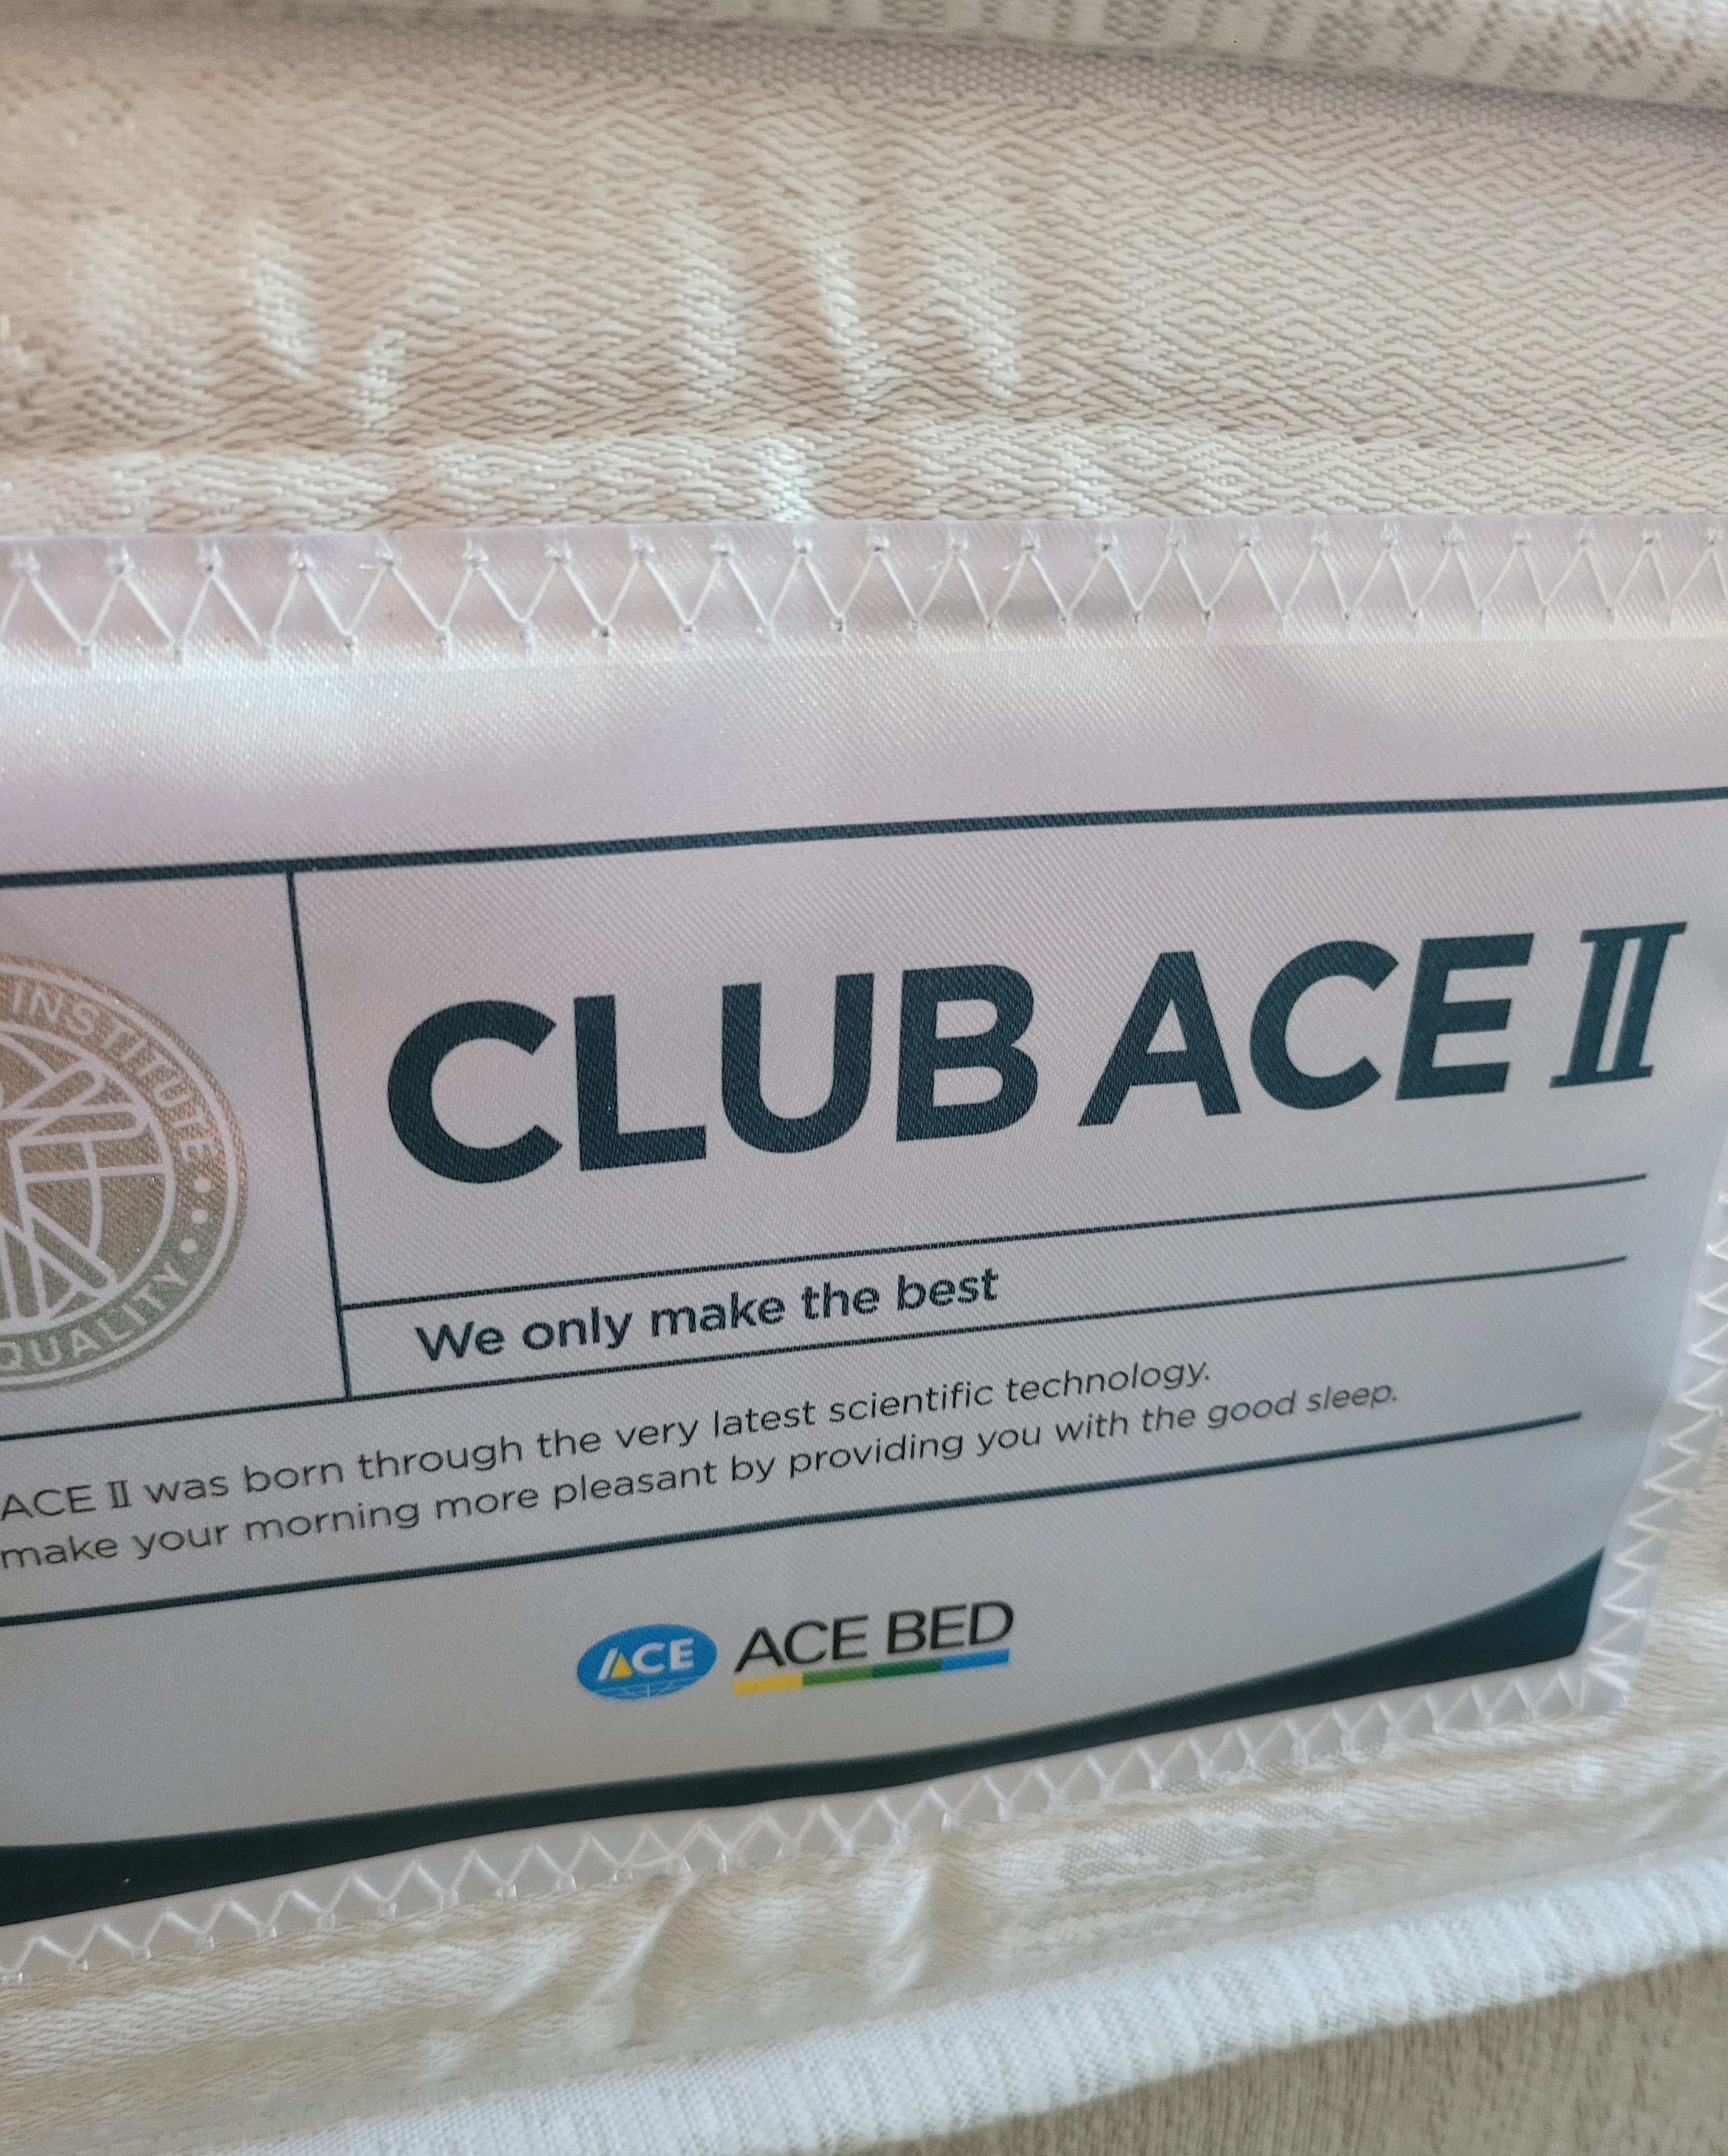 INSTITUTE
QUALITY
CLUB ACE Ⅱ
We only make the best
ACE Ⅱ was born through the very latest scientific technology.
make your morning more pleasant by providing you with the good sleep.
ACE ACE BED